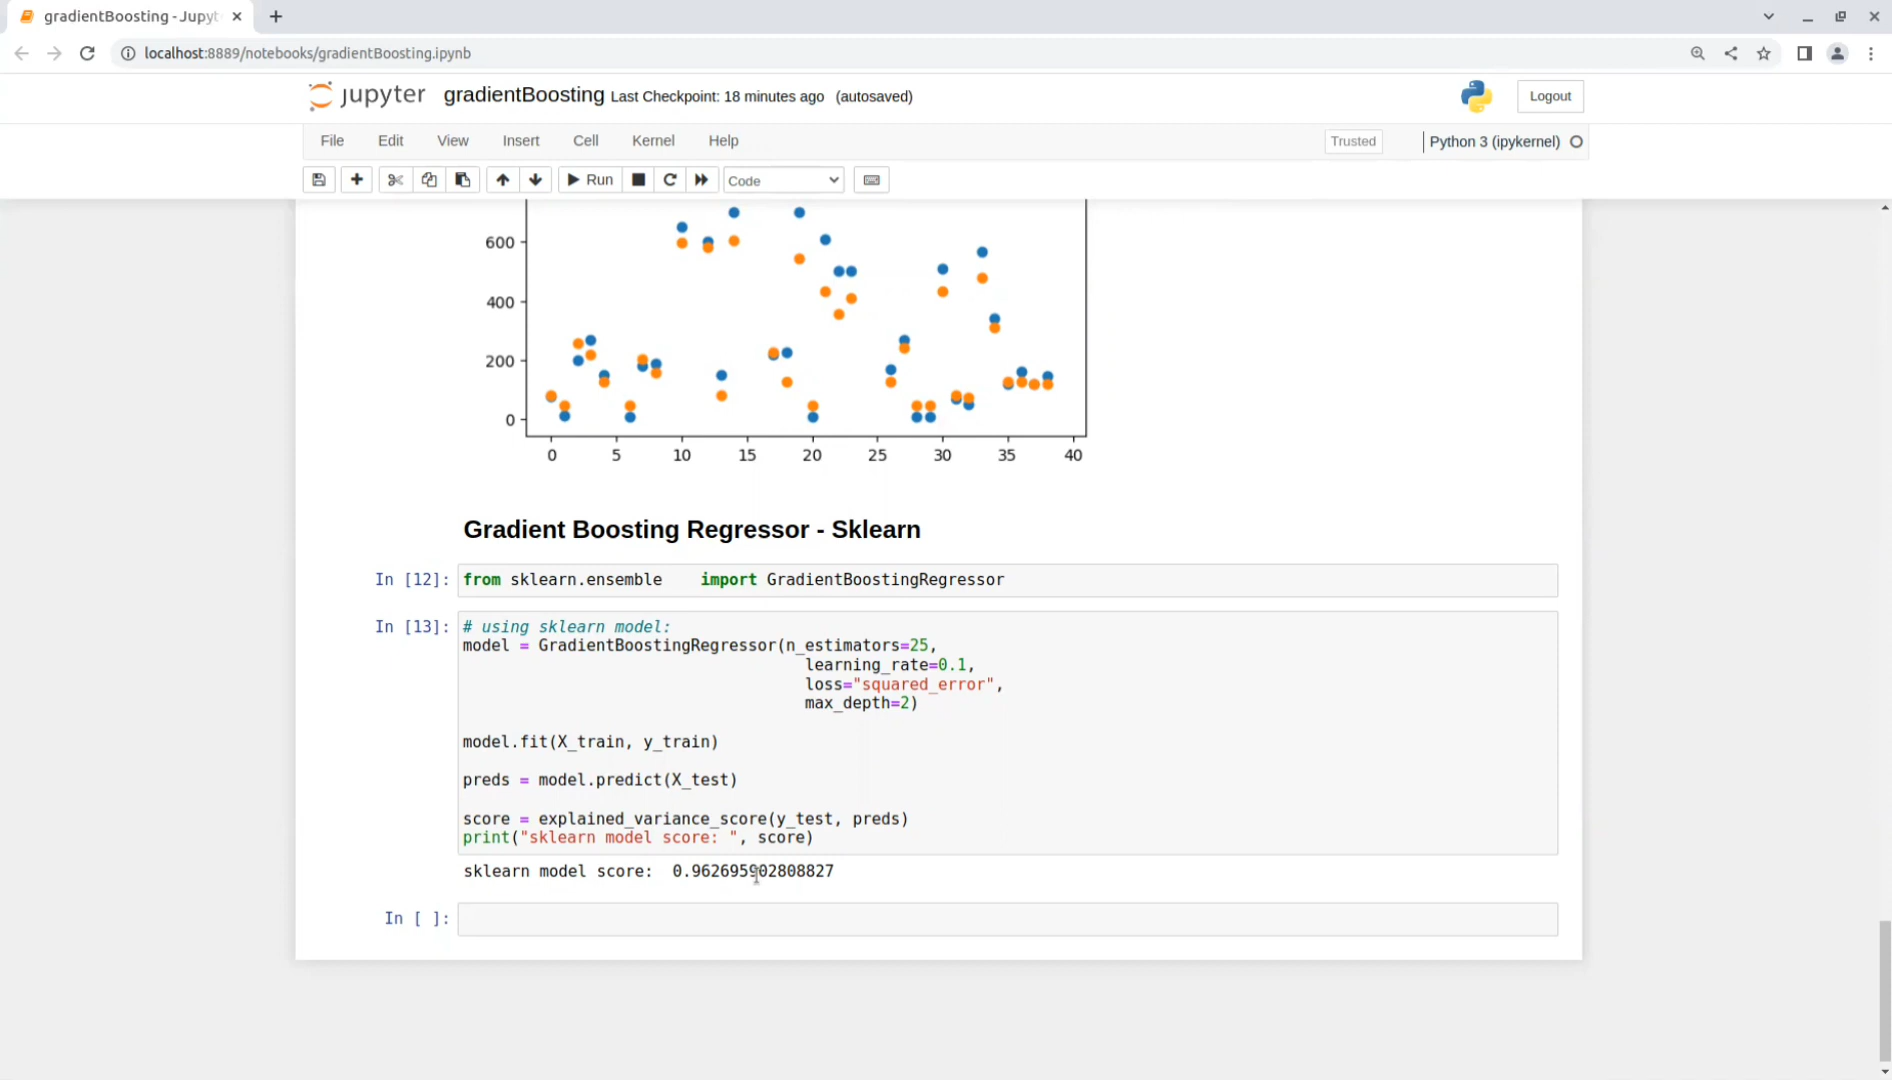 gradientBoosting - Jupyt
localhost:8889/notebooks/gradientBoosting.ipynb
jupyter gradientBoosting Last Checkpoint: 18 minutes ago (autosaved)
Logout
File Edit View Insert Cell Kernel Help
Trusted
Python 3 (ipykernel)
Run
Code
600
400
200
0
0 5 10 15 20 25 30 35 40
Gradient Boosting Regressor - Sklearn
In [12]: from sklearn.ensemble    import GradientBoostingRegressor
In [13]: # using sklearn model:
model = GradientBoostingRegressor(n_estimators=25,
learning_rate=0.1,
loss="squared_error",
max_depth=2)
model.fit(X_train, y_train)
preds = model.predict(X_test)
score = explained_variance_score(y_test, preds)
print("sklearn model score: ", score)
sklearn model score:  0.962695902808827
In [ ]: